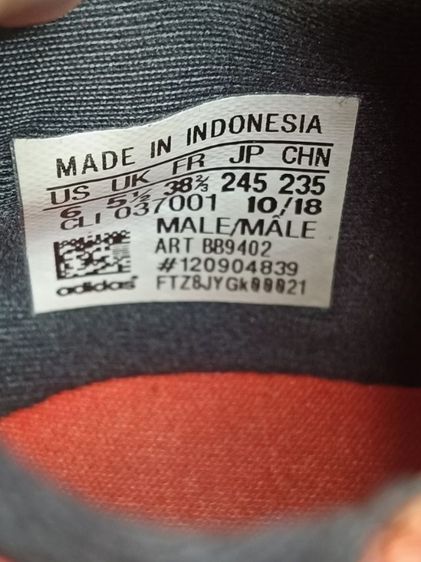 MADE IN INDONESIA
US UK FR JP CHN
6 5½ 38⅔ 245 235
CLI 037001 10/18
MALE/MÂLE
ART BB9402
#120904839
adidas FTZ8JYGk00021